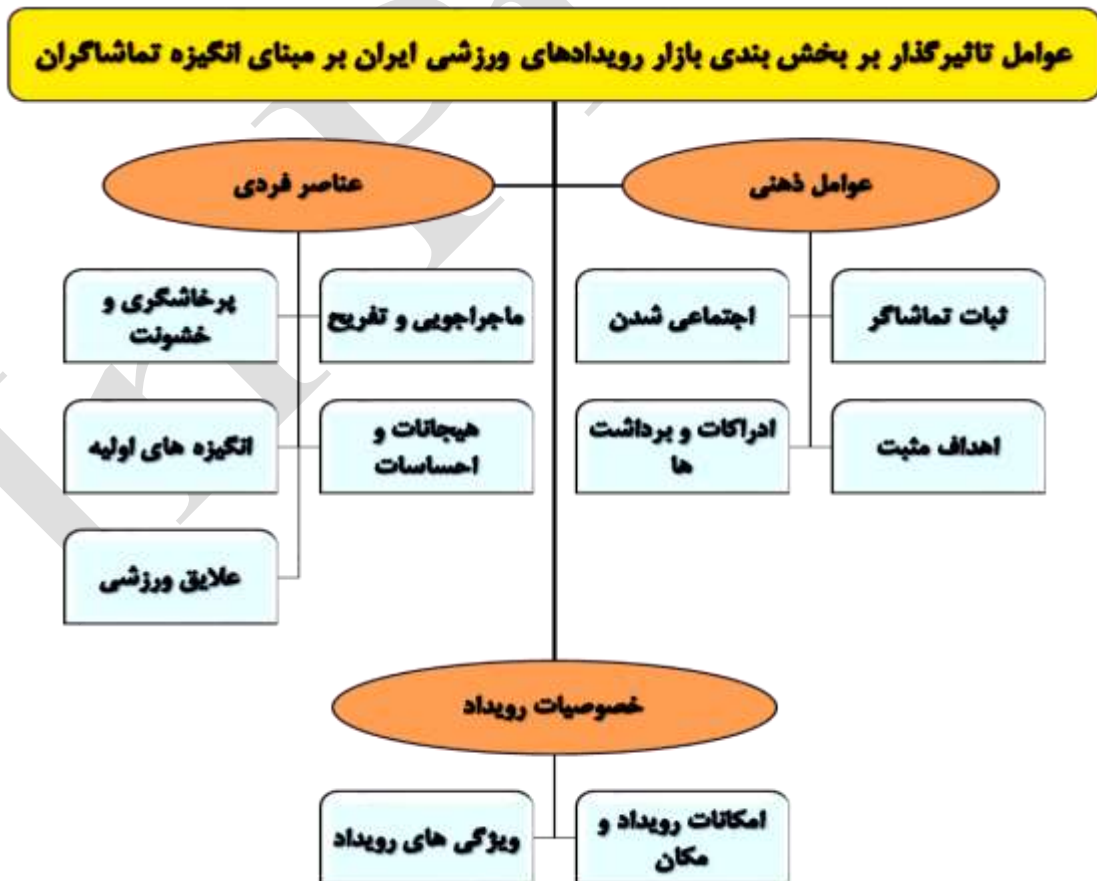 عوامل تاثیرگذار بر بخش بندی بازار رویدادهای ورزشی ایران بر مبنای انگیزه تماشاگران
عوامل ذهنی
عناصر فردی
ثبات تماشاگر
اجتماعی شدن
ماجراجویی و تفریح
پرخاشگری و
خشونت
اهداف مثبت
ادراکات و برداشت
ها
هیجانات و
احساسات
انگیزه های اولیه
علایق ورزشی
خصوصیات رویداد
امکانات رویداد و
مکان
ویژگی های رویداد